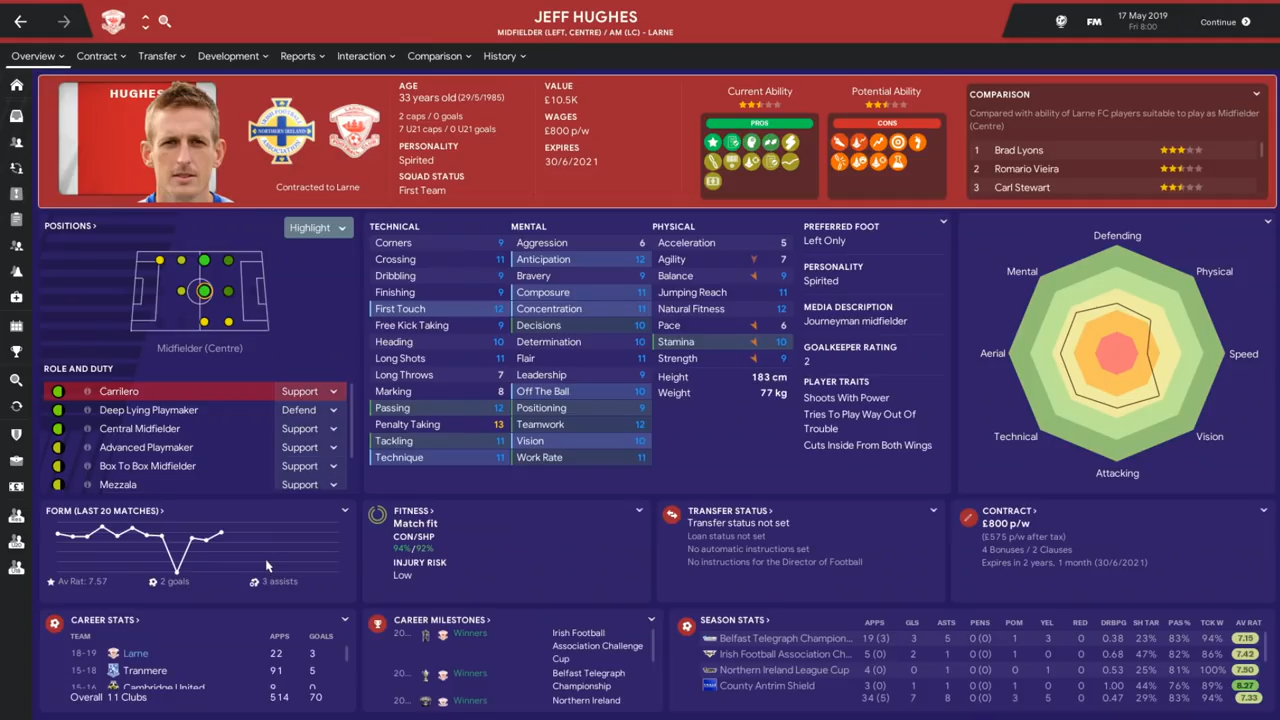 JEFF HUGHES
MIDFIELDER (LEFT, CENTRE) / AM (LC) - LARNE
FM
17 May 2019
Fri 8:00
Continue
Overview
Contract
Transfer
Development
Reports
Interaction
Comparison
History
HUGHES
NORTHERN IRELAND
Contracted to Larne
AGE
33 years old (29/5/1985)
2 caps / 0 goals
7 U21 caps / 0 U21 goals
PERSONALITY
Spirited
SQUAD STATUS
First Team
VALUE
£10.5K
WAGES
£800 p/w
EXPIRES
30/6/2021
Current Ability
PROS
Potential Ability
CONS
COMPARISON
Compared with ability of Larne FC players suitable to play as Midfielder
(Centre)
1 Brad Lyons
2 Romario Vieira
3 Carl Stewart
POSITIONS>
Highlight
Midfielder (Centre)
ROLE AND DUTY
Carrilero Support
Deep Lying Playmaker Defend
Central Midfielder Support
Advanced Playmaker Support
Box To Box Midfielder Support
Mezzala Support
TECHNICAL
Corners 9
Crossing 11
Dribbling 9
Finishing 9
First Touch 12
Free Kick Taking 9
Heading 10
Long Shots 11
Long Throws 7
Marking 8
Passing 12
Penalty Taking 13
Tackling 11
Technique 11
MENTAL
Aggression 6
Anticipation 12
Bravery 9
Composure 11
Concentration 11
Decisions 10
Determination 10
Flair 11
Leadership 9
Off The Ball 10
Positioning 9
Teamwork 12
Vision 10
Work Rate 11
PHYSICAL
Acceleration 5
Agility 7
Balance 9
Jumping Reach 11
Natural Fitness 12
Pace 6
Stamina 10
Strength 9
Height 183 cm
Weight 77 kg
PREFERRED FOOT
Left Only
PERSONALITY
Spirited
MEDIA DESCRIPTION
Journeyman midfielder
GOALKEEPER RATING
2
PLAYER TRAITS
Shoots With Power
Tries To Play Way Out Of
Trouble
Cuts Inside From Both Wings
Defending
Physical
Speed
Vision
Attacking
Technical
Aerial
Mental
FORM (LAST 20 MATCHES)>
Av Rat: 7.57
2 goals
3 assists
FITNESS>
Match fit
CON/SHP
94%/92%
INJURY RISK
Low
TRANSFER STATUS>
Transfer status not set
Loan status not set
No automatic instructions set
No instructions for the Director of Football
CONTRACT>
£800 p/w
(£575 p/w after tax)
4 Bonuses / 2 Clauses
Expires in 2 years, 1 month (30/6/2021)
CAREER STATS>
TEAM APPS GOALS
18-19 Larne 22 3
15-18 Tranmere 91 5
15-16 Cambridge United 9
Overall 11 Clubs 514 70
CAREER MILESTONES>
20... Winners Irish Football
Association Challenge
Cup
20... Winners Belfast Telegraph
Championship
20... Winners Northern Ireland
SEASON STATS>
APPS GLS ASTS PENS POM YEL RED DRBPG SH TAR PAS % TCK W AV RAT
Belfast Telegraph Champion... 19 (3) 3 5 0 (0) 1 3 0.38 23% 83% 94% 7.15
Irish Football Association Ch... 5 (0) 2 1 0 (0) 1 1 0.68 47% 82% 86% 7.42
Northern Ireland League Cup 4 (0) 0 0 0 (0) 0 1 0.53 25% 81% 100% 7.50
County Antrim Shield 3 (0) 1 1 0 (0) 1 0 1.00 44% 76% 89% 8.27
34 (5) 7 8 0 (0) 3 5 0.47 29% 83% 94% 7.33